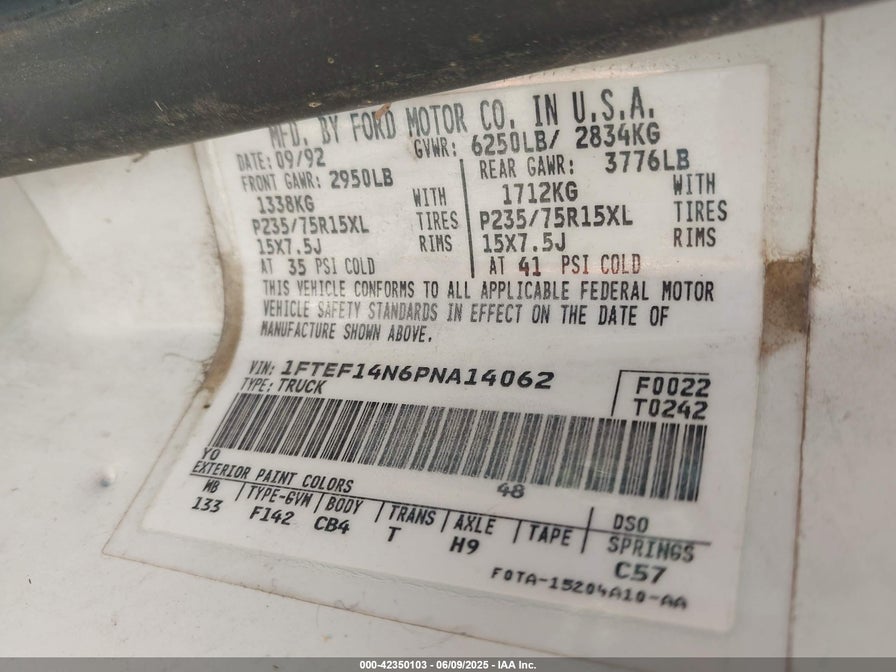 MFD. BY FORD MOTOR CO. IN U.S.A.
DATE: 09/92 GVWR: 6250LB/ 2834KG
FRONT GAWR: 2950LB REAR GAWR: 3776LB
1338KG WITH 1712KG WITH
P235/75R15XL TIRES P235/75R15XL TIRES
15X7.5J RIMS 15X7.5J RIMS
AT 35 PSI COLD AT 41 PSI COLD
THIS VEHICLE CONFORMS TO ALL APPLICABLE FEDERAL MOTOR
VEHICLE SAFETY STANDARDS IN EFFECT ON THE DATE OF
MANUFACTURE SHOWN ABOVE.
VIN: 1FTEF14N6PNA14062 F0022
TYPE: TRUCK T0242
YO 48
EXTERIOR PAINT COLORS DSO
WB TYPE-GVM BODY TRANS AXLE TAPE SPRINGS
133 F142 CB4 T H9 C57
F0TA-15204A10-AA
000-42350103 - 06/09/2025 - IAA Inc.